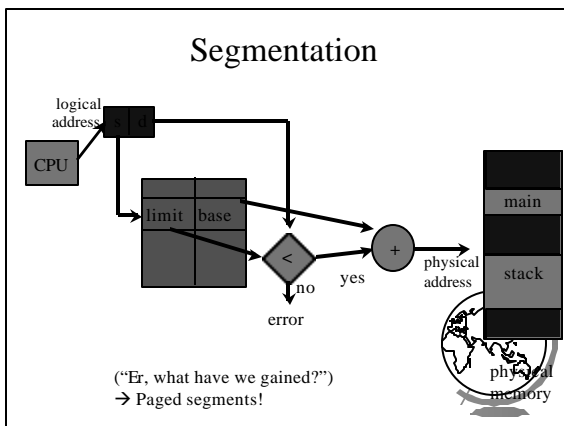 Segmentation
logical
address
s d
CPU
limit base
<
+
no
yes
error
physical
address
main
stack
physical
memory
(“Er, what have we gained?”)
→ Paged segments!